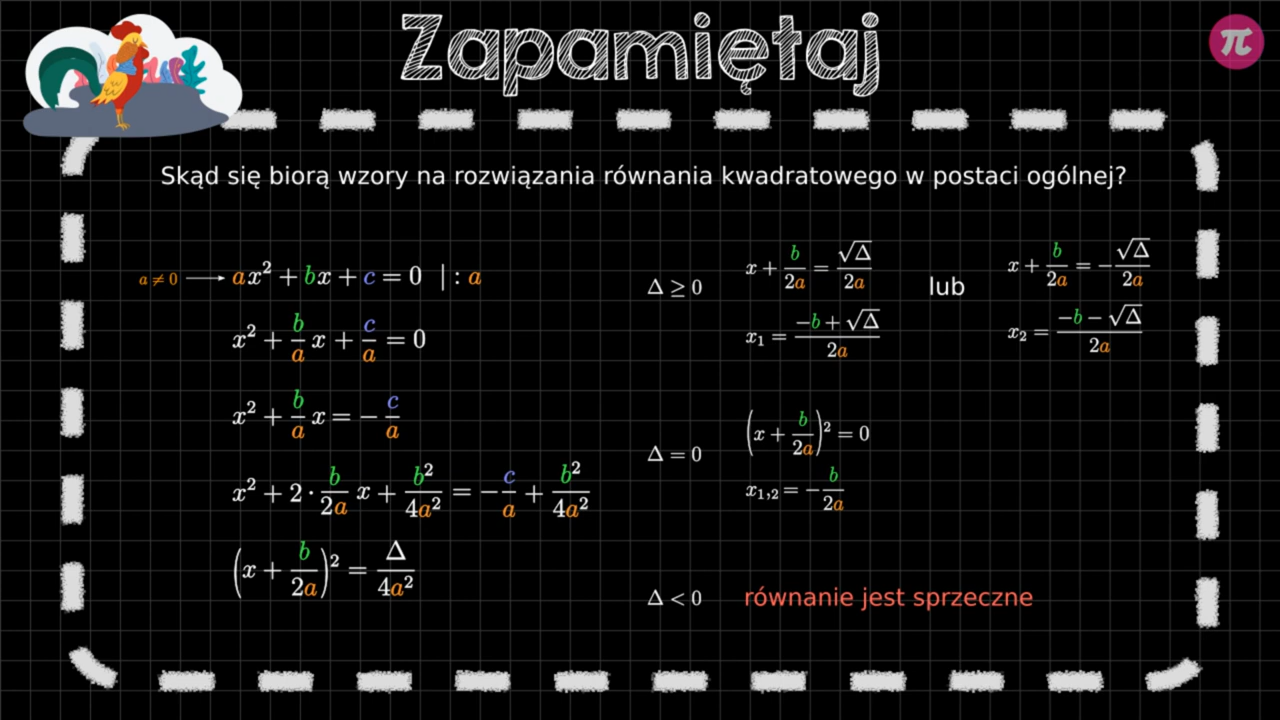 Zapamiętaj
π
Skąd się biorą wzory na rozwiązania równania kwadratowego w postaci ogólnej?
a ≠ 0 ⟶ ax² + bx + c = 0 | : a
x² + b/a x + c/a = 0
x² + b/a x = − c/a
x² + 2 · b/2a x + b²/4a² = − c/a + b²/4a²
(x + b/2a)² = Δ/4a²
Δ ≥ 0
x + b/2a = √Δ/2a
x₁ = (−b + √Δ)/2a
lub
x + b/2a = − √Δ/2a
x₂ = (−b − √Δ)/2a
Δ = 0
(x + b/2a)² = 0
x₁,₂ = − b/2a
Δ < 0
równanie jest sprzeczne